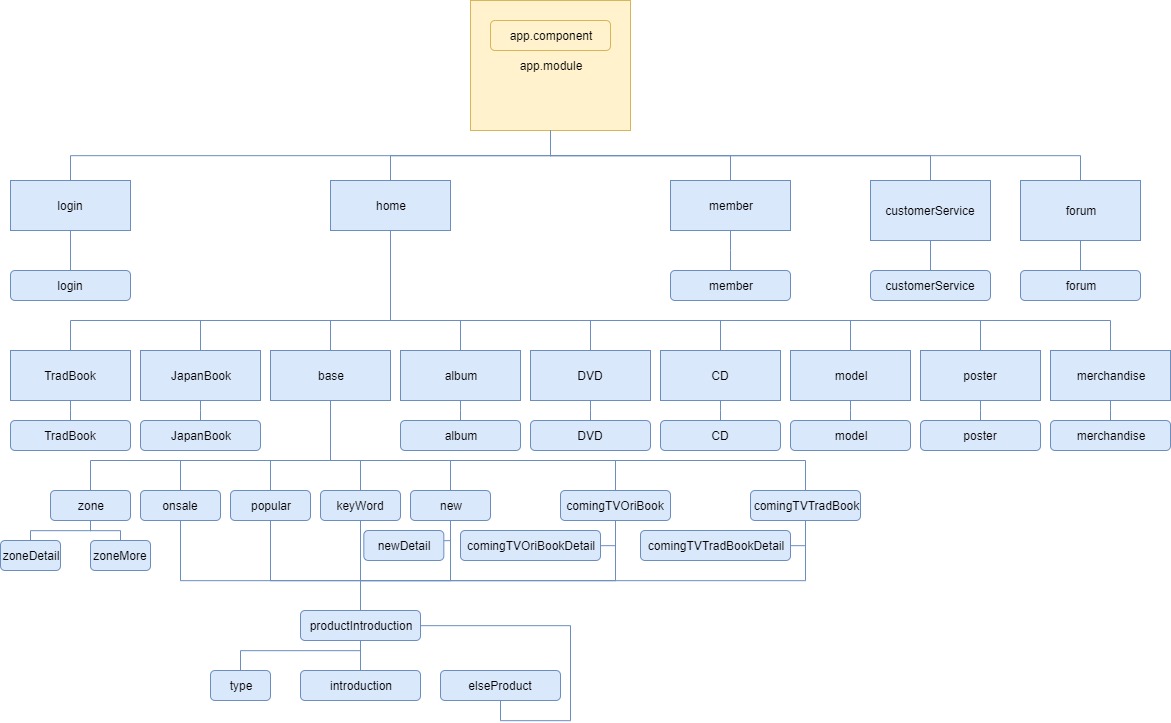 app.component
app.module
login
home
member
customerService
forum
login
member
customerService
forum
TradBook
JapanBook
base
album
DVD
CD
model
poster
merchandise
TradBook
JapanBook
album
DVD
CD
model
poster
merchandise
zone
onsale
popular
keyWord
new
comingTVOriBook
comingTVTradBook
zoneDetail
zoneMore
newDetail
comingTVOriBookDetail
comingTVTradBookDetail
productIntroduction
type
introduction
elseProduct